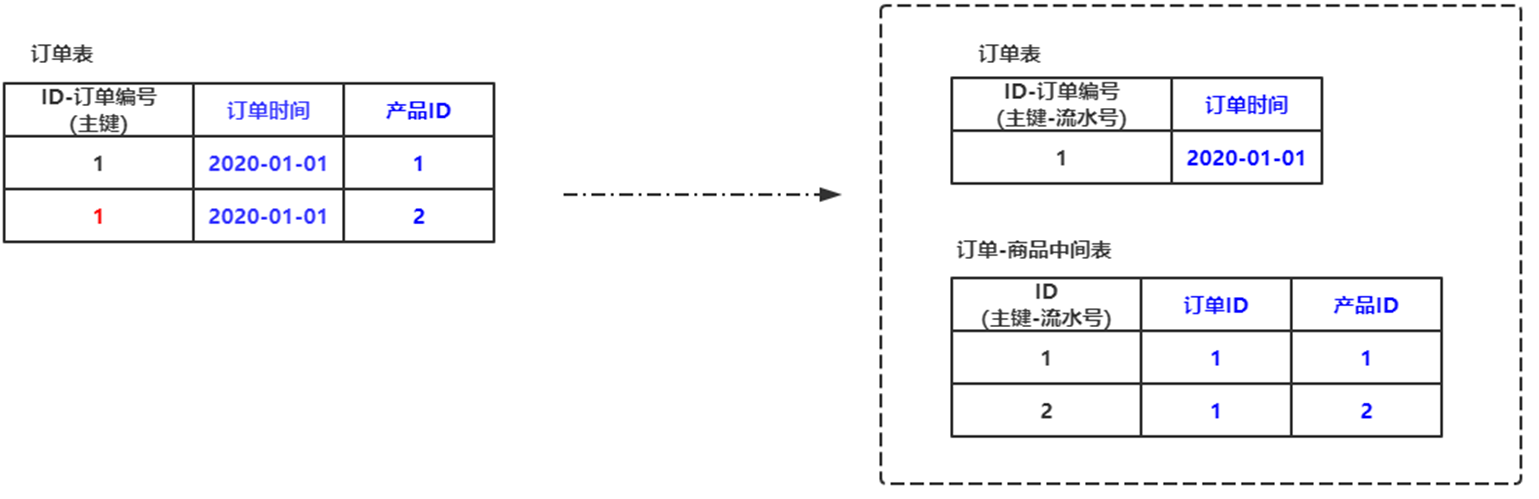 订单表
ID-订单编号
(主键)
订单时间
产品ID
1
2020-01-01
1
1
2020-01-01
2
订单表
ID-订单编号
(主键-流水号)
订单时间
1
2020-01-01
订单-商品中间表
ID
(主键-流水号)
订单ID
产品ID
1
1
1
2
1
2